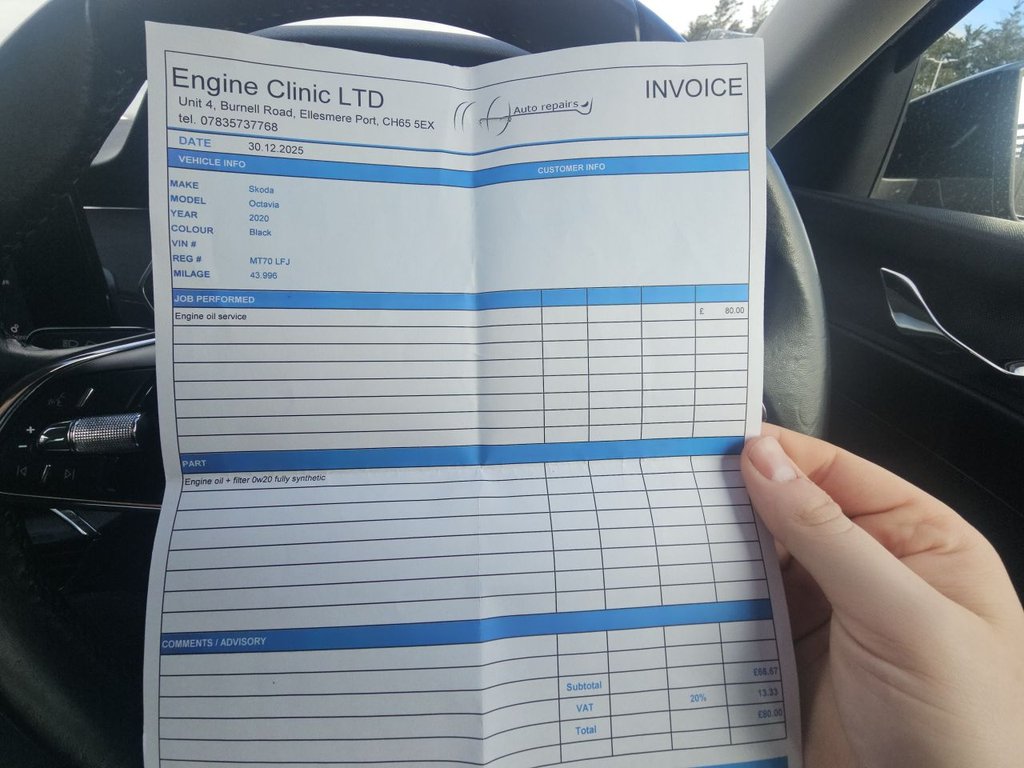 Engine Clinic LTD
Unit 4, Burnell Road, Ellesmere Port, CH65 5EX
tel. 07835737768
Auto repairs
INVOICE
DATE 30.12.2025
VEHICLE INFO CUSTOMER INFO
MAKE Skoda
MODEL Octavia
YEAR 2020
COLOUR Black
VIN #
REG # MT70 LFJ
MILAGE 43.996
JOB PERFORMED
Engine oil service £ 80.00
PART
Engine oil + filter 0w20 fully synthetic
COMMENTS / ADVISORY
Subtotal £66.67
VAT 20% 13.33
Total £80.00